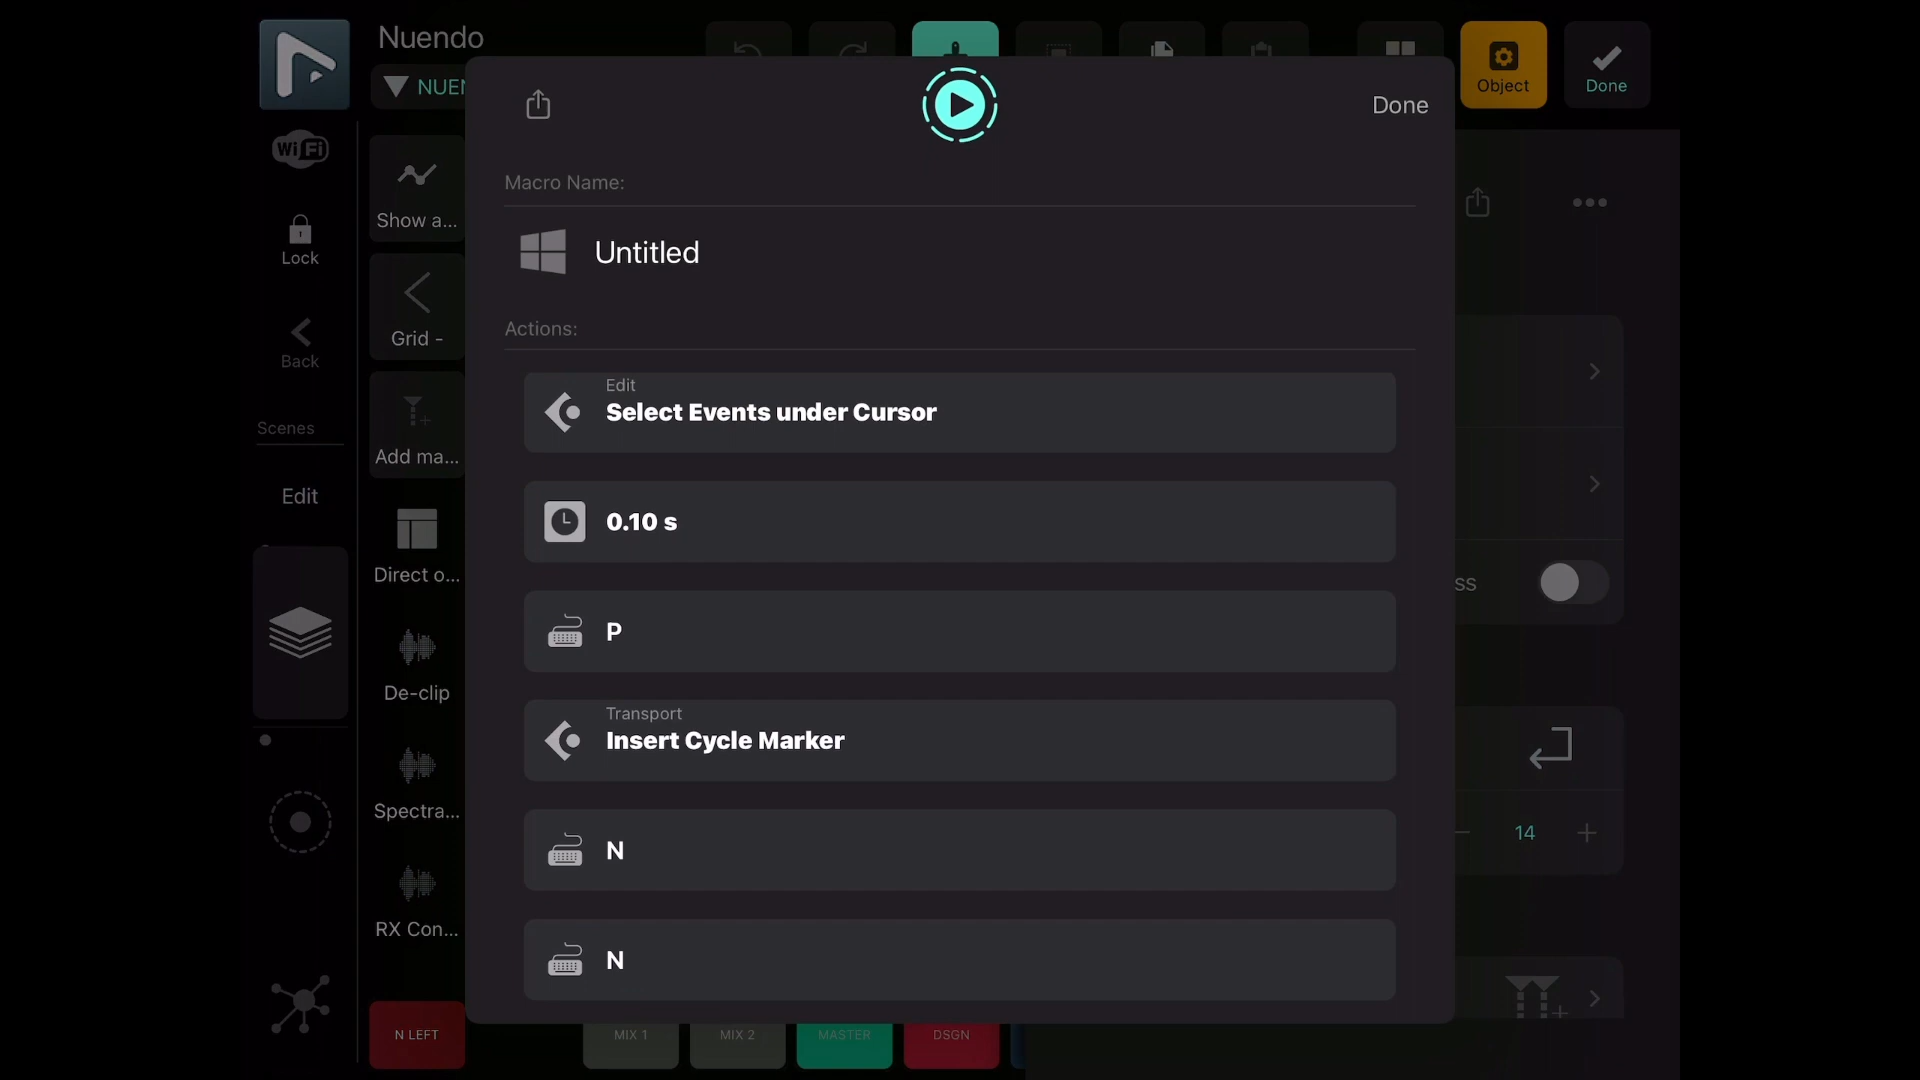 Nuendo
NUEN
Object
Done
Done
WiFi
Macro Name:
Show a...
Lock
Untitled
Actions:
Grid -
Back
Edit
Select Events under Cursor
Scenes
Add ma...
Edit
0.10 s
Direct o...
ss
P
De-clip
Transport
Insert Cycle Marker
Spectra...
14
N
RX Con...
N
N LEFT
MIX 1
MIX 2
MASTER
DSGN